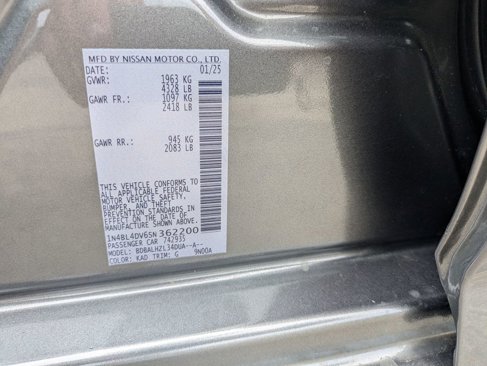 MFD BY NISSAN MOTOR CO., LTD.
DATE: 01/25
GVWR: 1963 KG
4328 LB
GAWR FR.: 1097 KG
2418 LB
GAWR RR.: 945 KG
2083 LB
THIS VEHICLE CONFORMS TO
ALL APPLICABLE FEDERAL
MOTOR VEHICLE SAFETY,
BUMPER, AND THEFT
PREVENTION STANDARDS IN
EFFECT ON THE DATE OF
MANUFACTURE SHOWN ABOVE.
1N4BL4DV6SN362200
PASSENGER CAR 742935
MODEL: BDBALHZL34DUA--A--
COLOR: KAD TRIM: G 9N00A